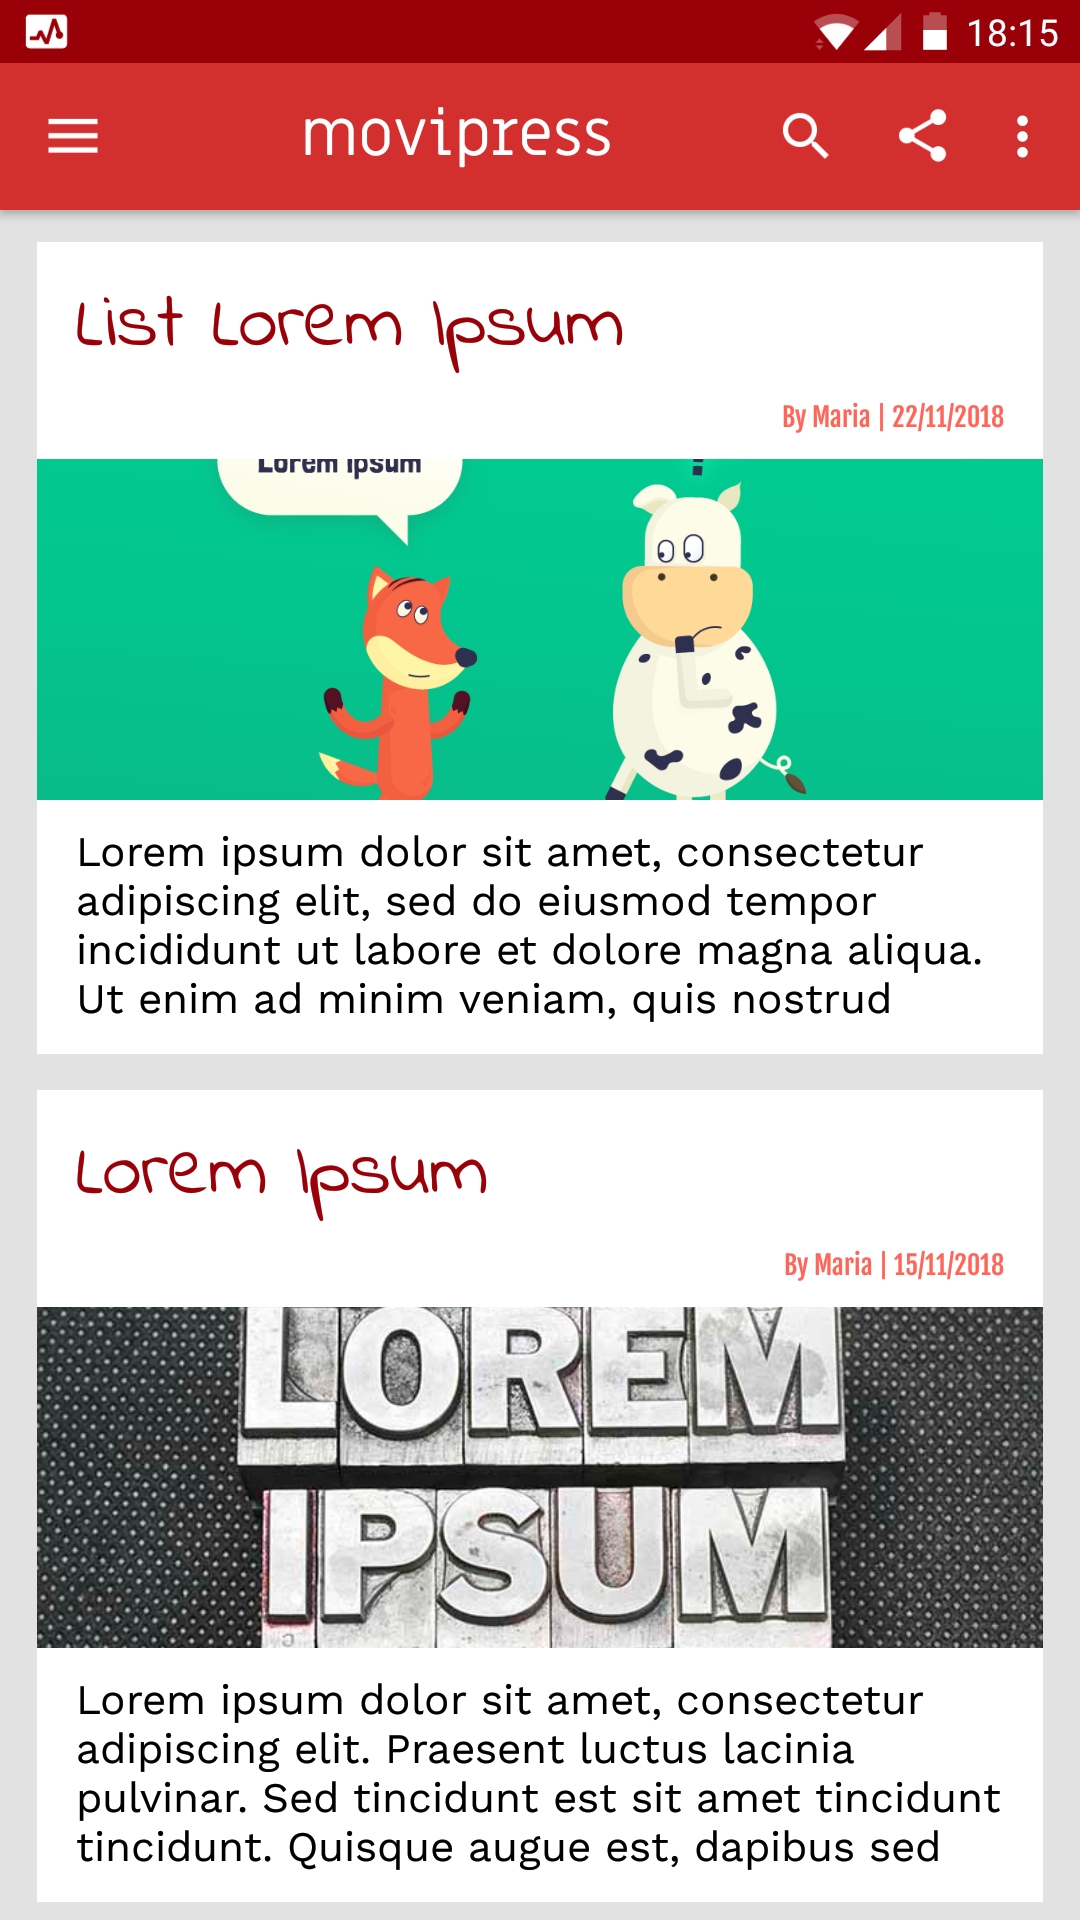 18:15
movipress
List Lorem Ipsum
By Maria | 22/11/2018
Lorem Ipsum
!
Lorem ipsum dolor sit amet, consectetur
adipiscing elit, sed do eiusmod tempor
incididunt ut labore et dolore magna aliqua.
Ut enim ad minim veniam, quis nostrud
Lorem Ipsum
By Maria | 15/11/2018
LOREM
IPSUM
Lorem ipsum dolor sit amet, consectetur
adipiscing elit. Praesent luctus lacinia
pulvinar. Sed tincidunt est sit amet tincidunt
tincidunt. Quisque augue est, dapibus sed